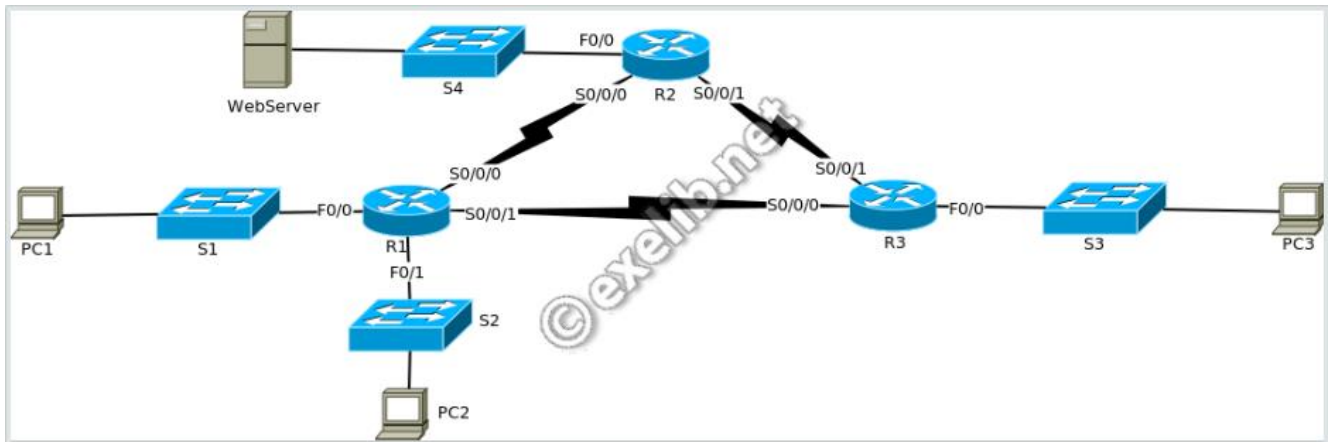 F0/0
S4
R2
WebServer
S0/0/0
S0/0/1
S0/0/0
S0/0/1
F0/0
S0/0/1
S0/0/0
F0/0
PC1
S1
R1
R3
S3
PC3
F0/1
S2
PC2
© exelib.net